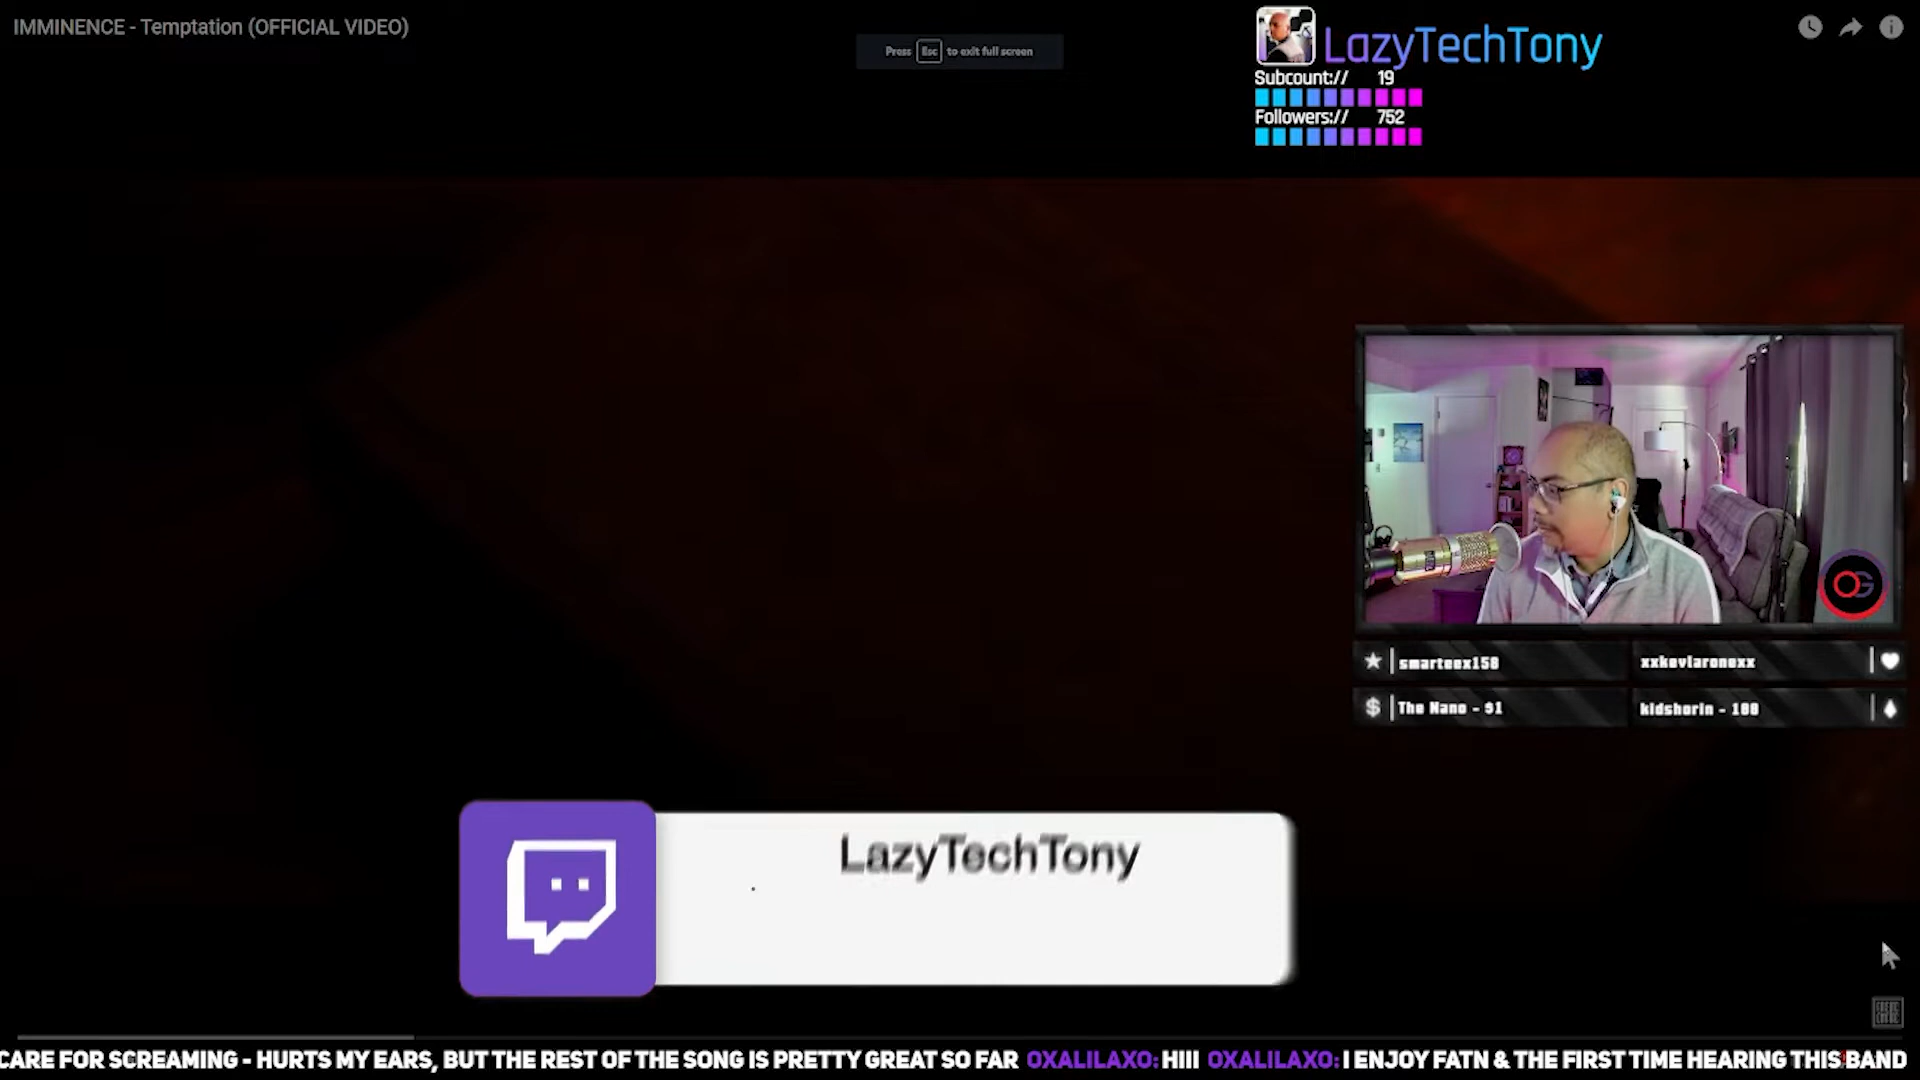 IMMINENCE - Temptation (OFFICIAL VIDEO)
Press Esc to exit full screen
LazyTechTony
Subcount:// 19
Followers:// 752
OG
smarteex158
xxkevlaronexx
The Nano - $1
kidshorin - 100
LazyTechTony
CARE FOR SCREAMING - HURTS MY EARS, BUT THE REST OF THE SONG IS PRETTY GREAT SO FAR OXALILAXO: HIII OXALILAXO: I ENJOY FATN & THE FIRST TIME HEARING THIS BAND